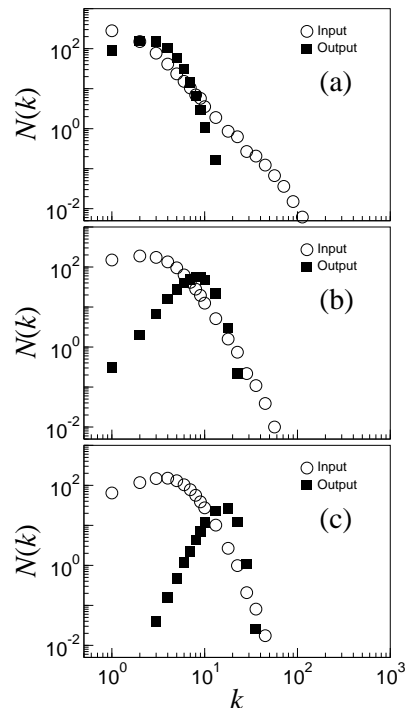 ○ Input
■ Output
(a)
N(k)
10^2
10^0
10^-2
○ Input
■ Output
(b)
N(k)
10^2
10^0
10^-2
○ Input
■ Output
(c)
N(k)
10^2
10^0
10^-2
10^0 10^1 10^2 10^3
k